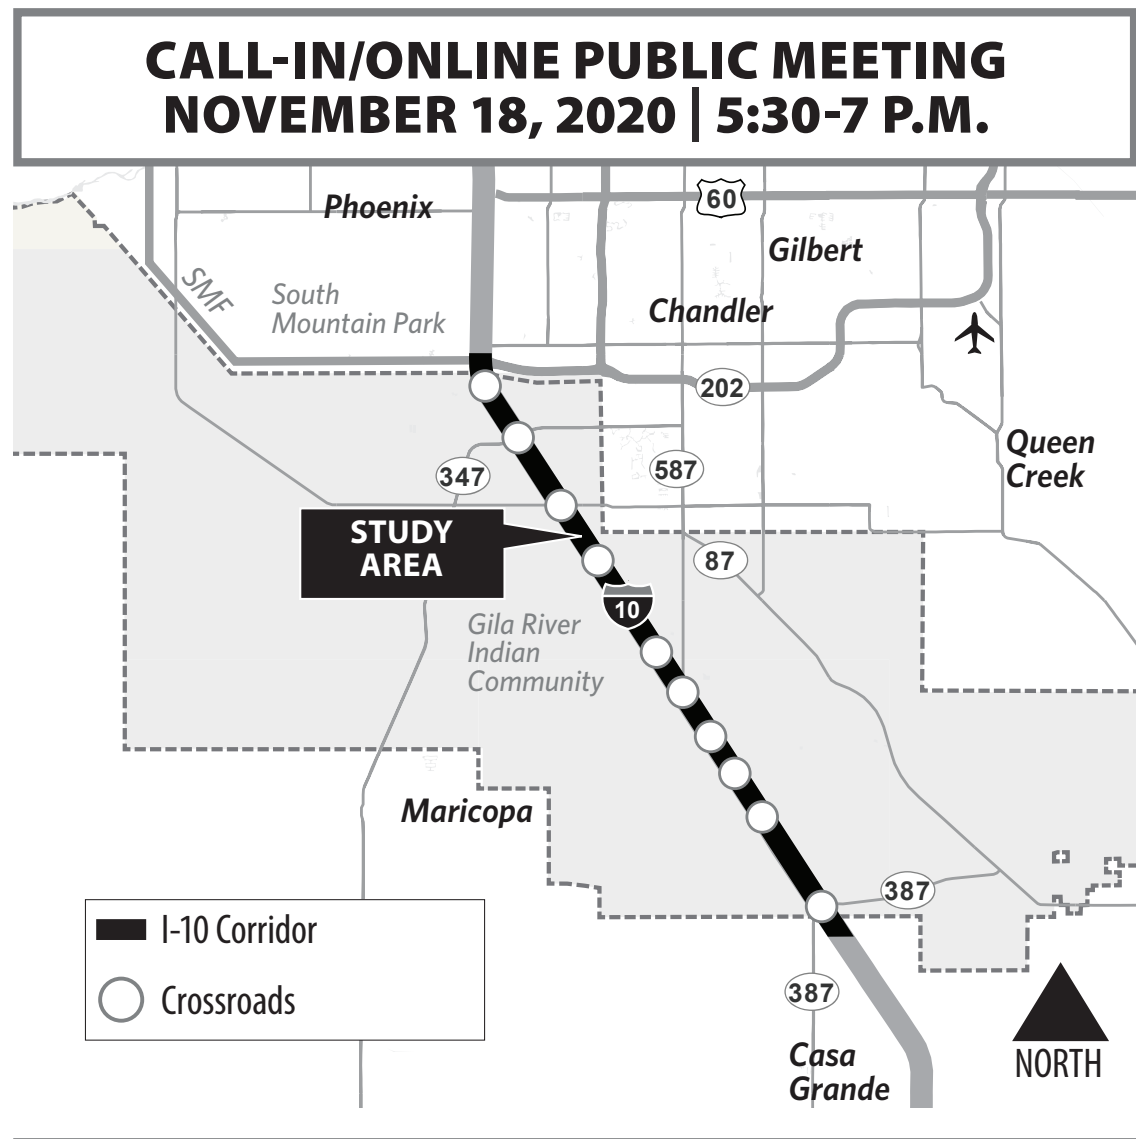 CALL-IN/ONLINE PUBLIC MEETING
NOVEMBER 18, 2020 | 5:30-7 P.M.
Phoenix
60
Gilbert
SMF
South
Mountain Park
Chandler
202
Queen
Creek
347
587
STUDY
AREA
87
10
Gila River
Indian
Community
Maricopa
387
I-10 Corridor
Crossroads
387
Casa
Grande
NORTH